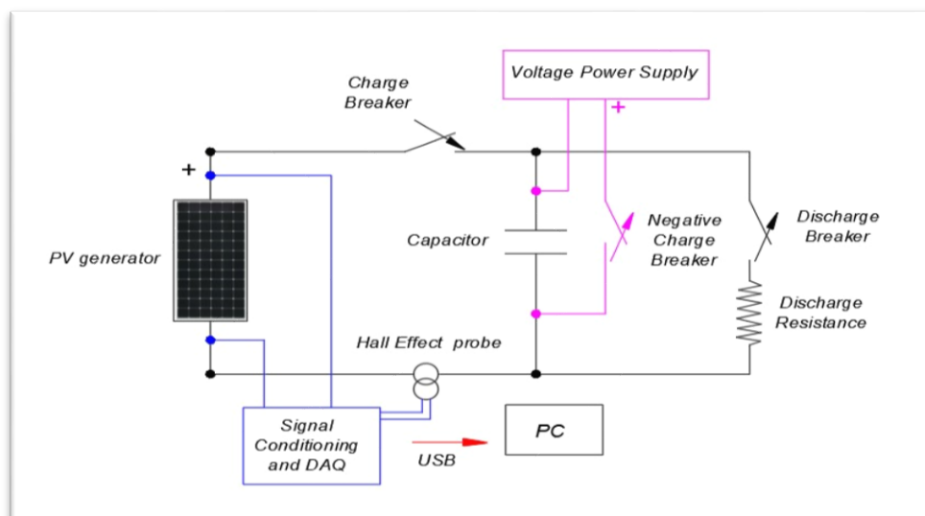 Voltage Power Supply
Charge
Breaker
+
+
Capacitor
Negative
Charge
Breaker
Discharge
Breaker
PV generator
Discharge
Resistance
Hall Effect probe
Signal
Conditioning
and DAQ
USB
PC